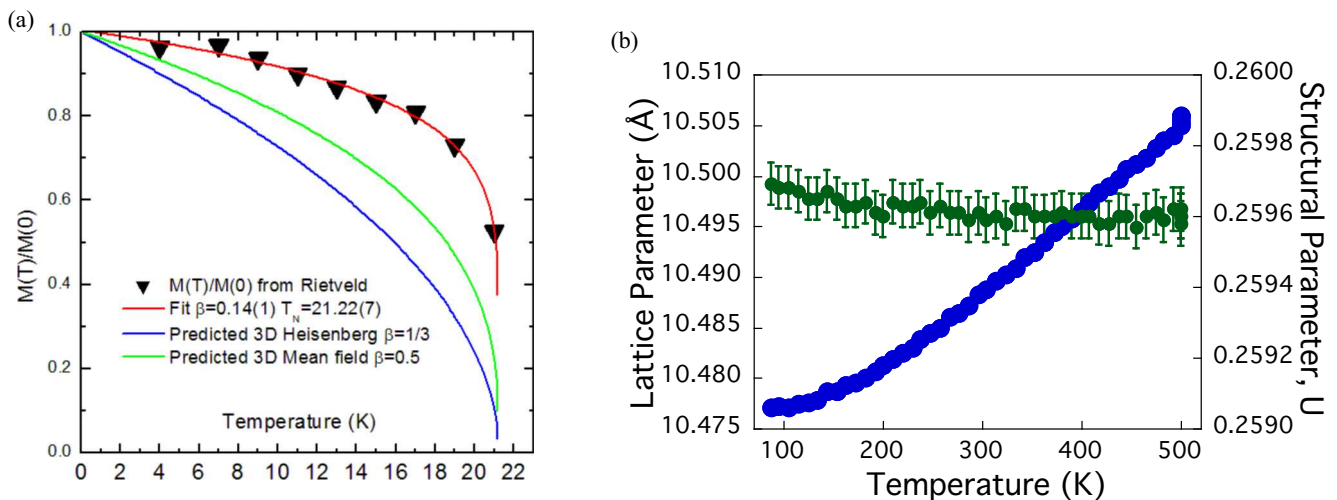 (a)
1.0
0.8
0.6
0.4
0.2
0.0
M(T)/M(0)
M(T)/M(0) from Rietveld
Fit β=0.14(1) T_N=21.22(7)
Predicted 3D Heisenberg β=1/3
Predicted 3D Mean field β=0.5
Temperature (K)
0 2 4 6 8 10 12 14 16 18 20 22
(b)
10.510
10.505
10.500
10.495
10.490
10.485
10.480
10.475
Lattice Parameter (Å)
0.2600
0.2598
0.2596
0.2594
0.2592
0.2590
Structural Parameter, U
100 200 300 400 500
Temperature (K)